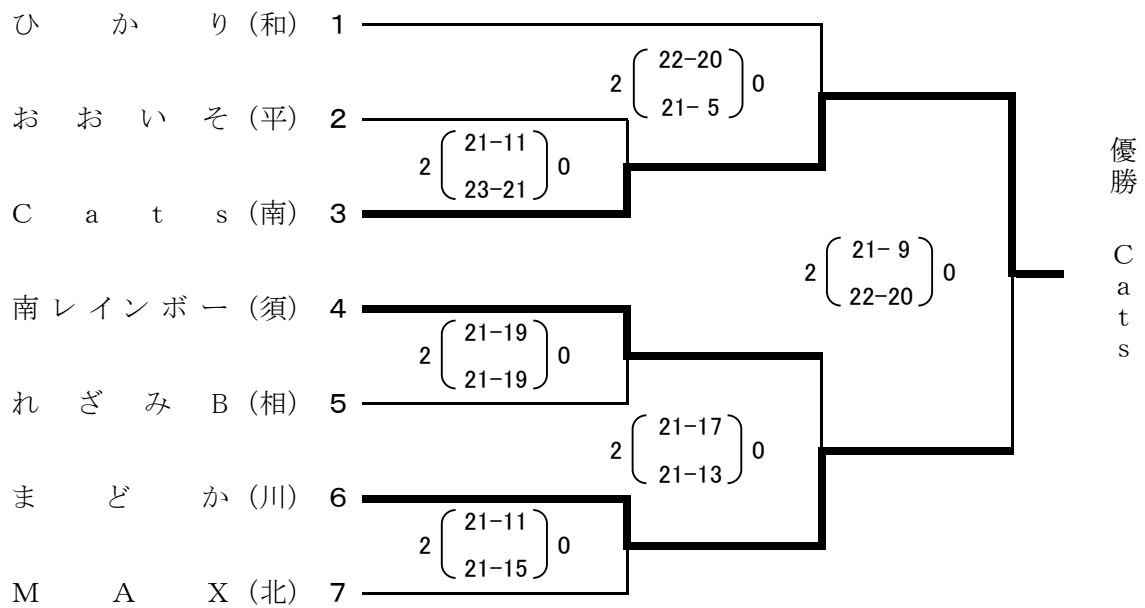 ひかり（和） 1
22-20
2 0
21- 5
おおいそ（平） 2
21-11
2 0
23-21
Cats（南） 3
優勝 Cats
21- 9
2 0
22-20
南レインボー（須） 4
21-19
2 0
21-19
れざみB（相） 5
21-17
2 0
21-13
まどか（川） 6
21-11
2 0
21-15
MAX（北） 7